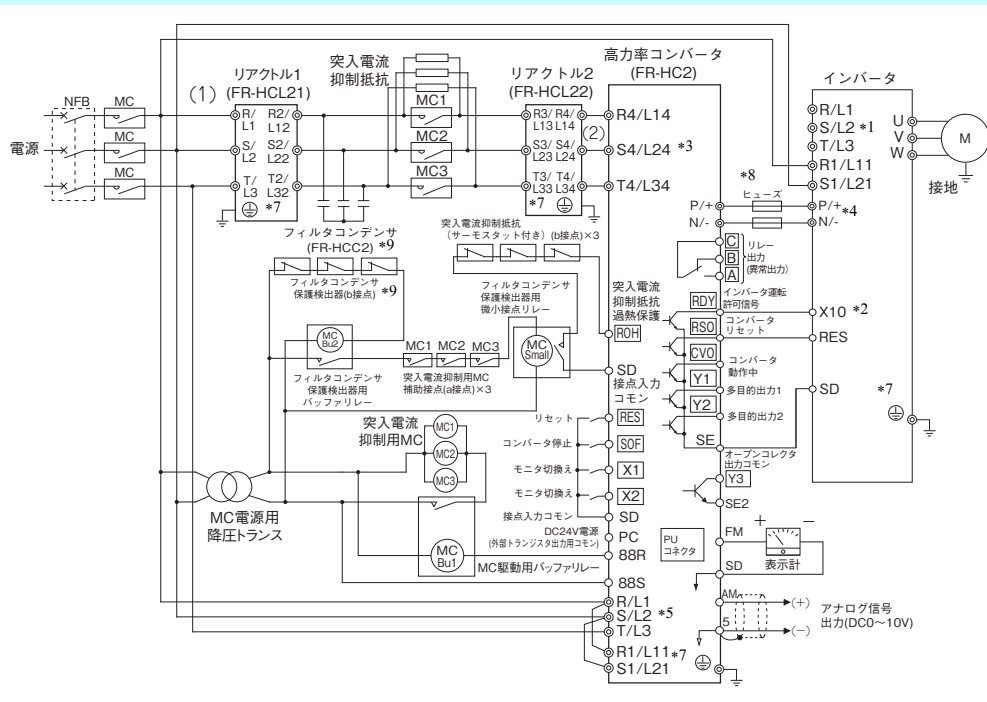 突入電流
抑制抵抗
高力率コンバータ
(FR-HC2)
リアクトル1
(FR-HCL21)
リアクトル2
(FR-HCL22)
インバータ
NFB
MC
MC
MC
電源
(1)
R/
L1
R2/
L12
S/
L2
S2/
L22
T/
L3
T2/
L32
*7
MC1
MC2
MC3
R3/
L13
R4/
L14
(2)
S3/
L23
S4/
L24
T3/
L33
T4/
L34
*7
R4/L14
S4/L24 *3
T4/L34
R/L1
S/L2 *1
T/L3
R1/L11
S1/L21
P/+ *4
N/-
U
V
W
M
接地
*8
ヒューズ
P/+
N/-
フィルタコンデンサ
(FR-HCC2) *9
フィルタコンデンサ
保護検出器(b接点) *9
突入電流抑制抵抗
(サーモスタット付き) (b接点)×3
フィルタコンデンサ
保護検出器用
微小接点リレー
MC
Small
MC
Bu2
フィルタコンデンサ
保護検出器用
バッファリレー
MC1
MC2
MC3
突入電流抑制用MC
補助接点(a接点)×3
突入電流
抑制抵抗
過熱保護
ROH
SD
接点入力
コモン
C
B
A
リレー
出力
(異常出力)
RDY
インバータ運転
許可信号
RSO
コンバータ
リセット
CVO
コンバータ
動作中
Y1
多目的出力1
Y2
多目的出力2
SE
オープンコレクタ
出力コモン
Y3
SE2
X10 *2
RES
SD
*7
突入電流
抑制用MC
MC1
MC2
MC3
リセット
RES
コンバータ停止
SOF
モニタ切換え
X1
モニタ切換え
X2
接点入力コモン
SD
DC24V電源
(外部トランジスタ出力用コモン)
PC
88R
88S
MC電源用
降圧トランス
MC
Bu1
MC駆動用バッファリレー
PU
コネクタ
FM
+
−
表示計
SD
AM
(+)
5
(−)
アナログ信号
出力(DC0～10V)
R/L1
S/L2 *5
T/L3
R1/L11 *7
S1/L21